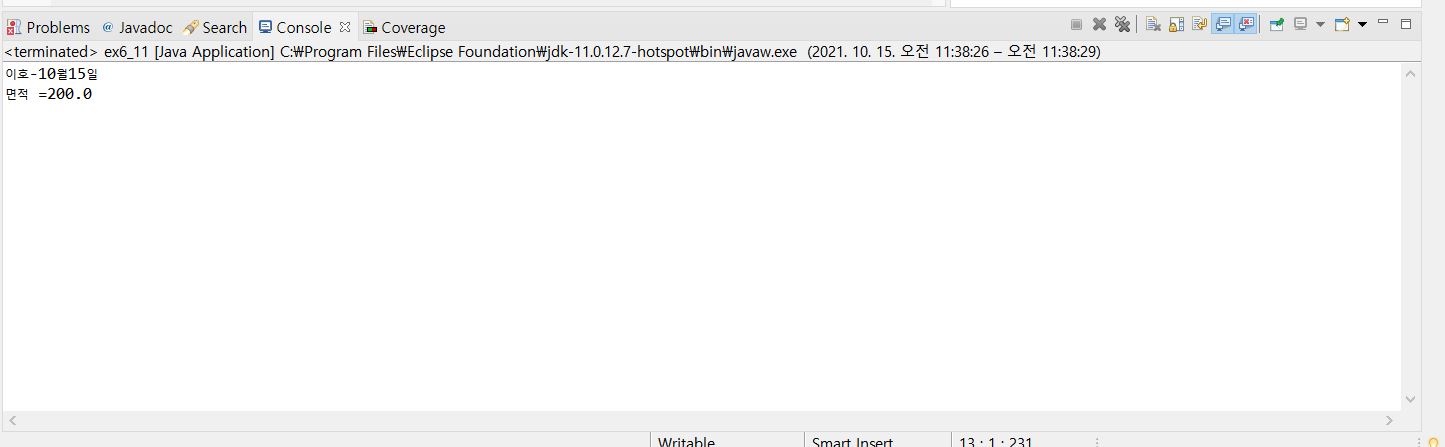 Problems @ Javadoc Search Console Coverage
<terminated> ex6_11 [Java Application] C:₩Program Files₩Eclipse Foundation₩jdk-11.0.12.7-hotspot₩bin₩javaw.exe (2021. 10. 15. 오전 11:38:26 – 오전 11:38:29)
이호-10월15일
면적 =200.0
Writable Smart Insert 13 : 1 : 231